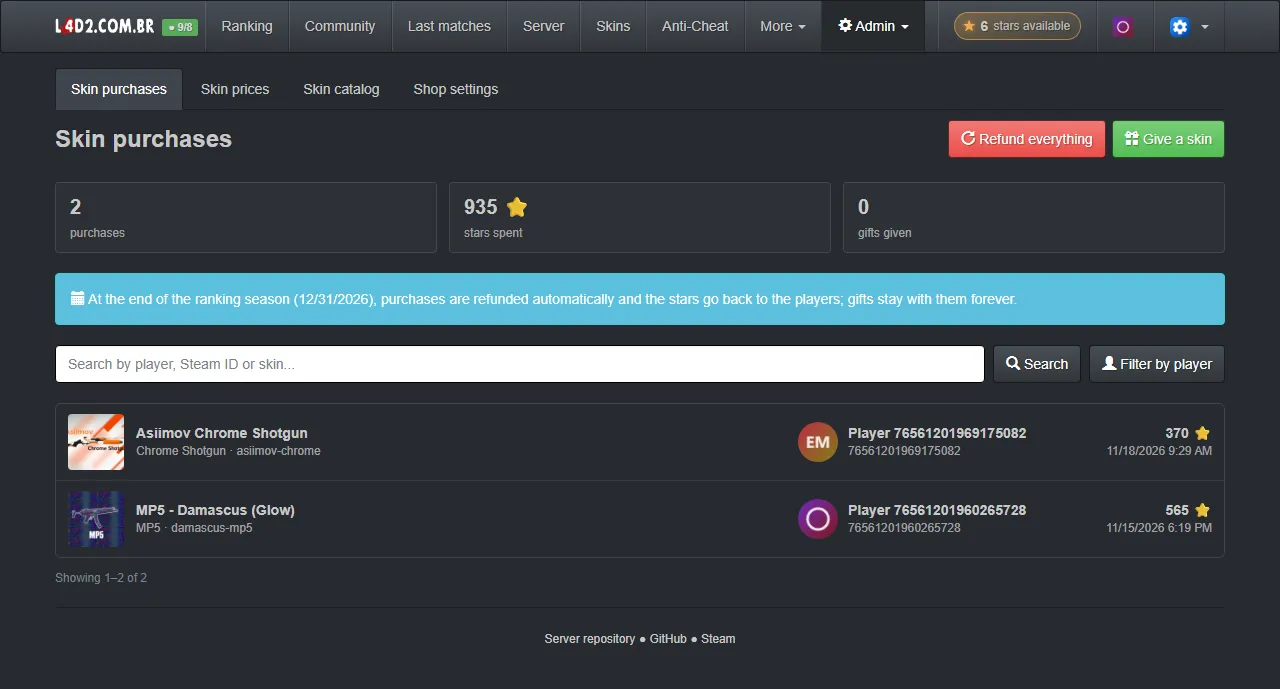 L4D2.COM.BR
● 9/8
Ranking
Community
Last matches
Server
Skins
Anti-Cheat
More
Admin
6 stars available
Skin purchases
Skin prices
Skin catalog
Shop settings
Skin purchases
Refund everything
Give a skin
2
purchases
935
stars spent
0
gifts given
At the end of the ranking season (12/31/2026), purchases are refunded automatically and the stars go back to the players; gifts stay with them forever.
Search by player, Steam ID or skin...
Search
Filter by player
Asiimov Chrome Shotgun
Chrome Shotgun · asiimov-chrome
EM
Player 76561201969175082
76561201969175082
370
11/18/2026 9:29 AM
MP5
MP5 - Damascus (Glow)
MP5 · damascus-mp5
Player 76561201960265728
76561201960265728
565
11/15/2026 6:19 PM
Showing 1–2 of 2
Server repository ● GitHub ● Steam